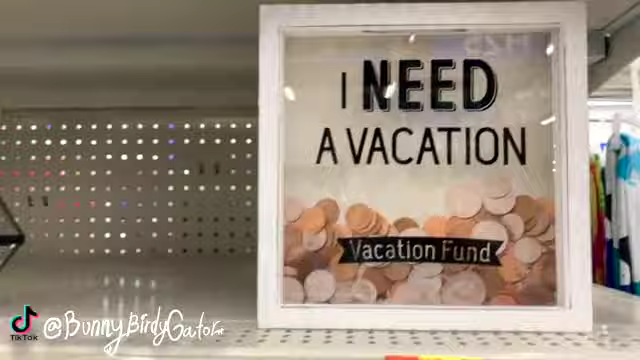 I NEED
A VACATION
Vacation Fund
TikTok
@BunnyBirdyGator